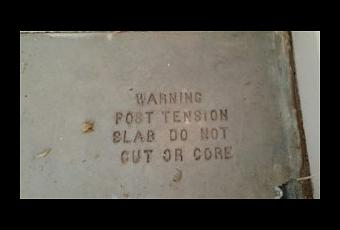 WARNING
POST TENSION
SLAB DO NOT
CUT OR CORE